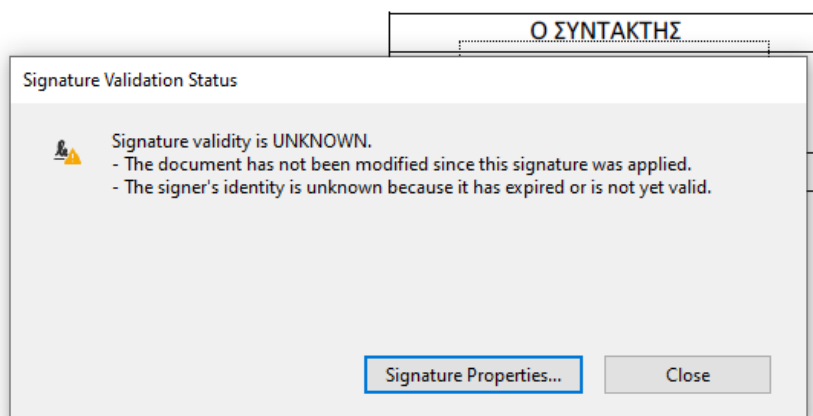 Ο ΣΥΝΤΑΚΤΗΣ
Signature Validation Status
Signature validity is UNKNOWN.
- The document has not been modified since this signature was applied.
- The signer's identity is unknown because it has expired or is not yet valid.
Signature Properties...
Close